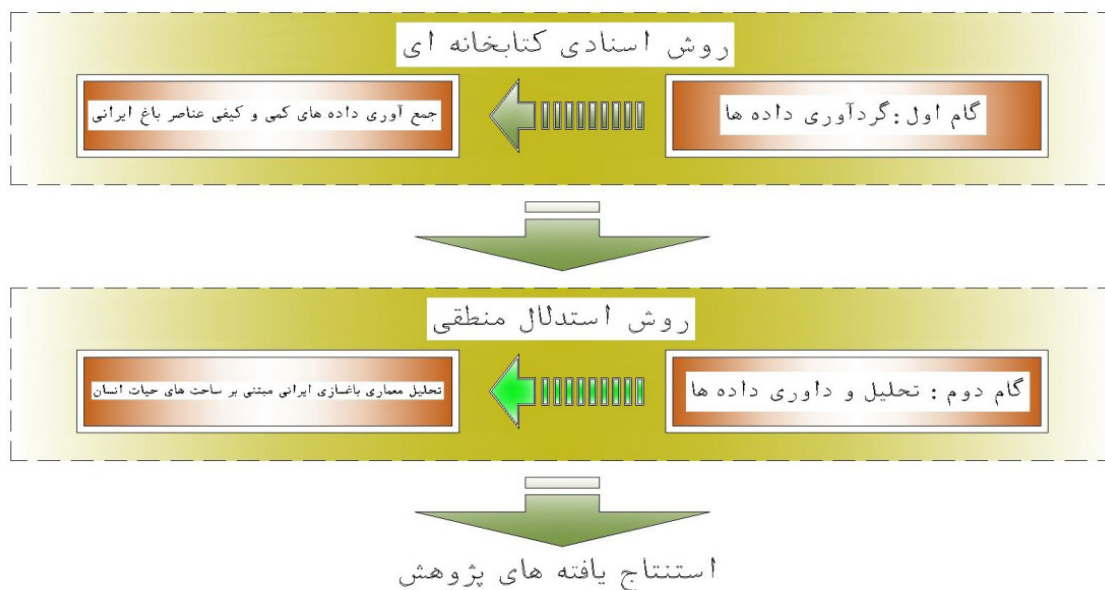 روش اسنادی کتابخانه ای
گام اول:گردآوری داده ها
جمع آوری داده های کمی و کیفی عناصر باغ ایرانی
روش استدلال منطقی
گام دوم : تحلیل و داوری داده ها
تحلیل معماری باغسازی ایرانی مبتنی بر ساحت های حیات انسان
استنتاج یافته های پژوهش